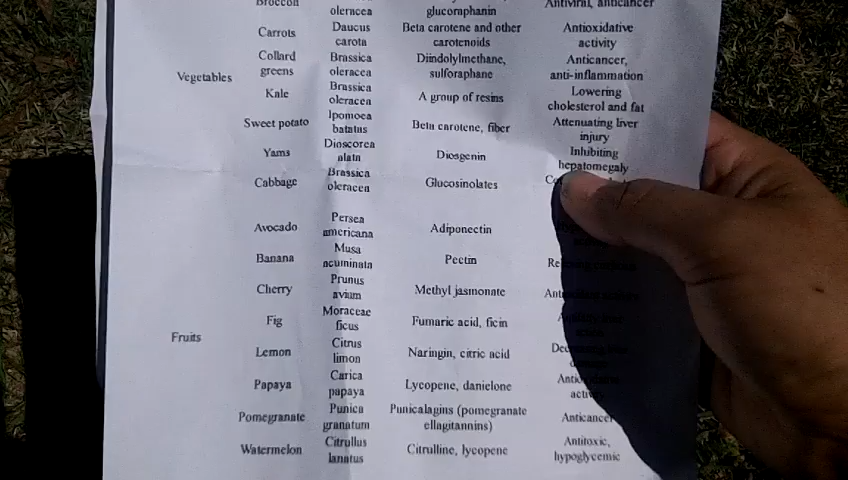 Broccoli oleracea glucoraphanin Antiviral, anticancer
Carrots Daucus carota Beta carotene and other carotenoids Antioxidative activity
Collard greens Brassica oleracea Diindolylmethane, sulforaphane Anticancer, anti-inflammation
Vegetables
Kale Brassica oleracea A group of resins Lowering cholesterol and fat
Sweet potato Ipomoea batatus Beta carotene, fiber Attenuating liver injury
Yams Dioscorea alata Diosgenin Inhibiting hepatomegaly
Cabbage Brassica oleracea Glucosinolates
Avocado Persea americana Adiponectin
Banana Musa acuminata Pectin
Cherry Prunus avium Methyl jasmonate
Fig Moraceae ficus Fumaric acid, ficin
Fruits
Lemon Citrus limon Naringin, citric acid
Papaya Carica papaya Lycopene, danielone
Pomegranate Punica granatum Punicalagins (pomegranate ellagitannins) Anticancer
Watermelon Citrullus lanatus Citrulline, lycopene Antitoxic, hypoglycemic